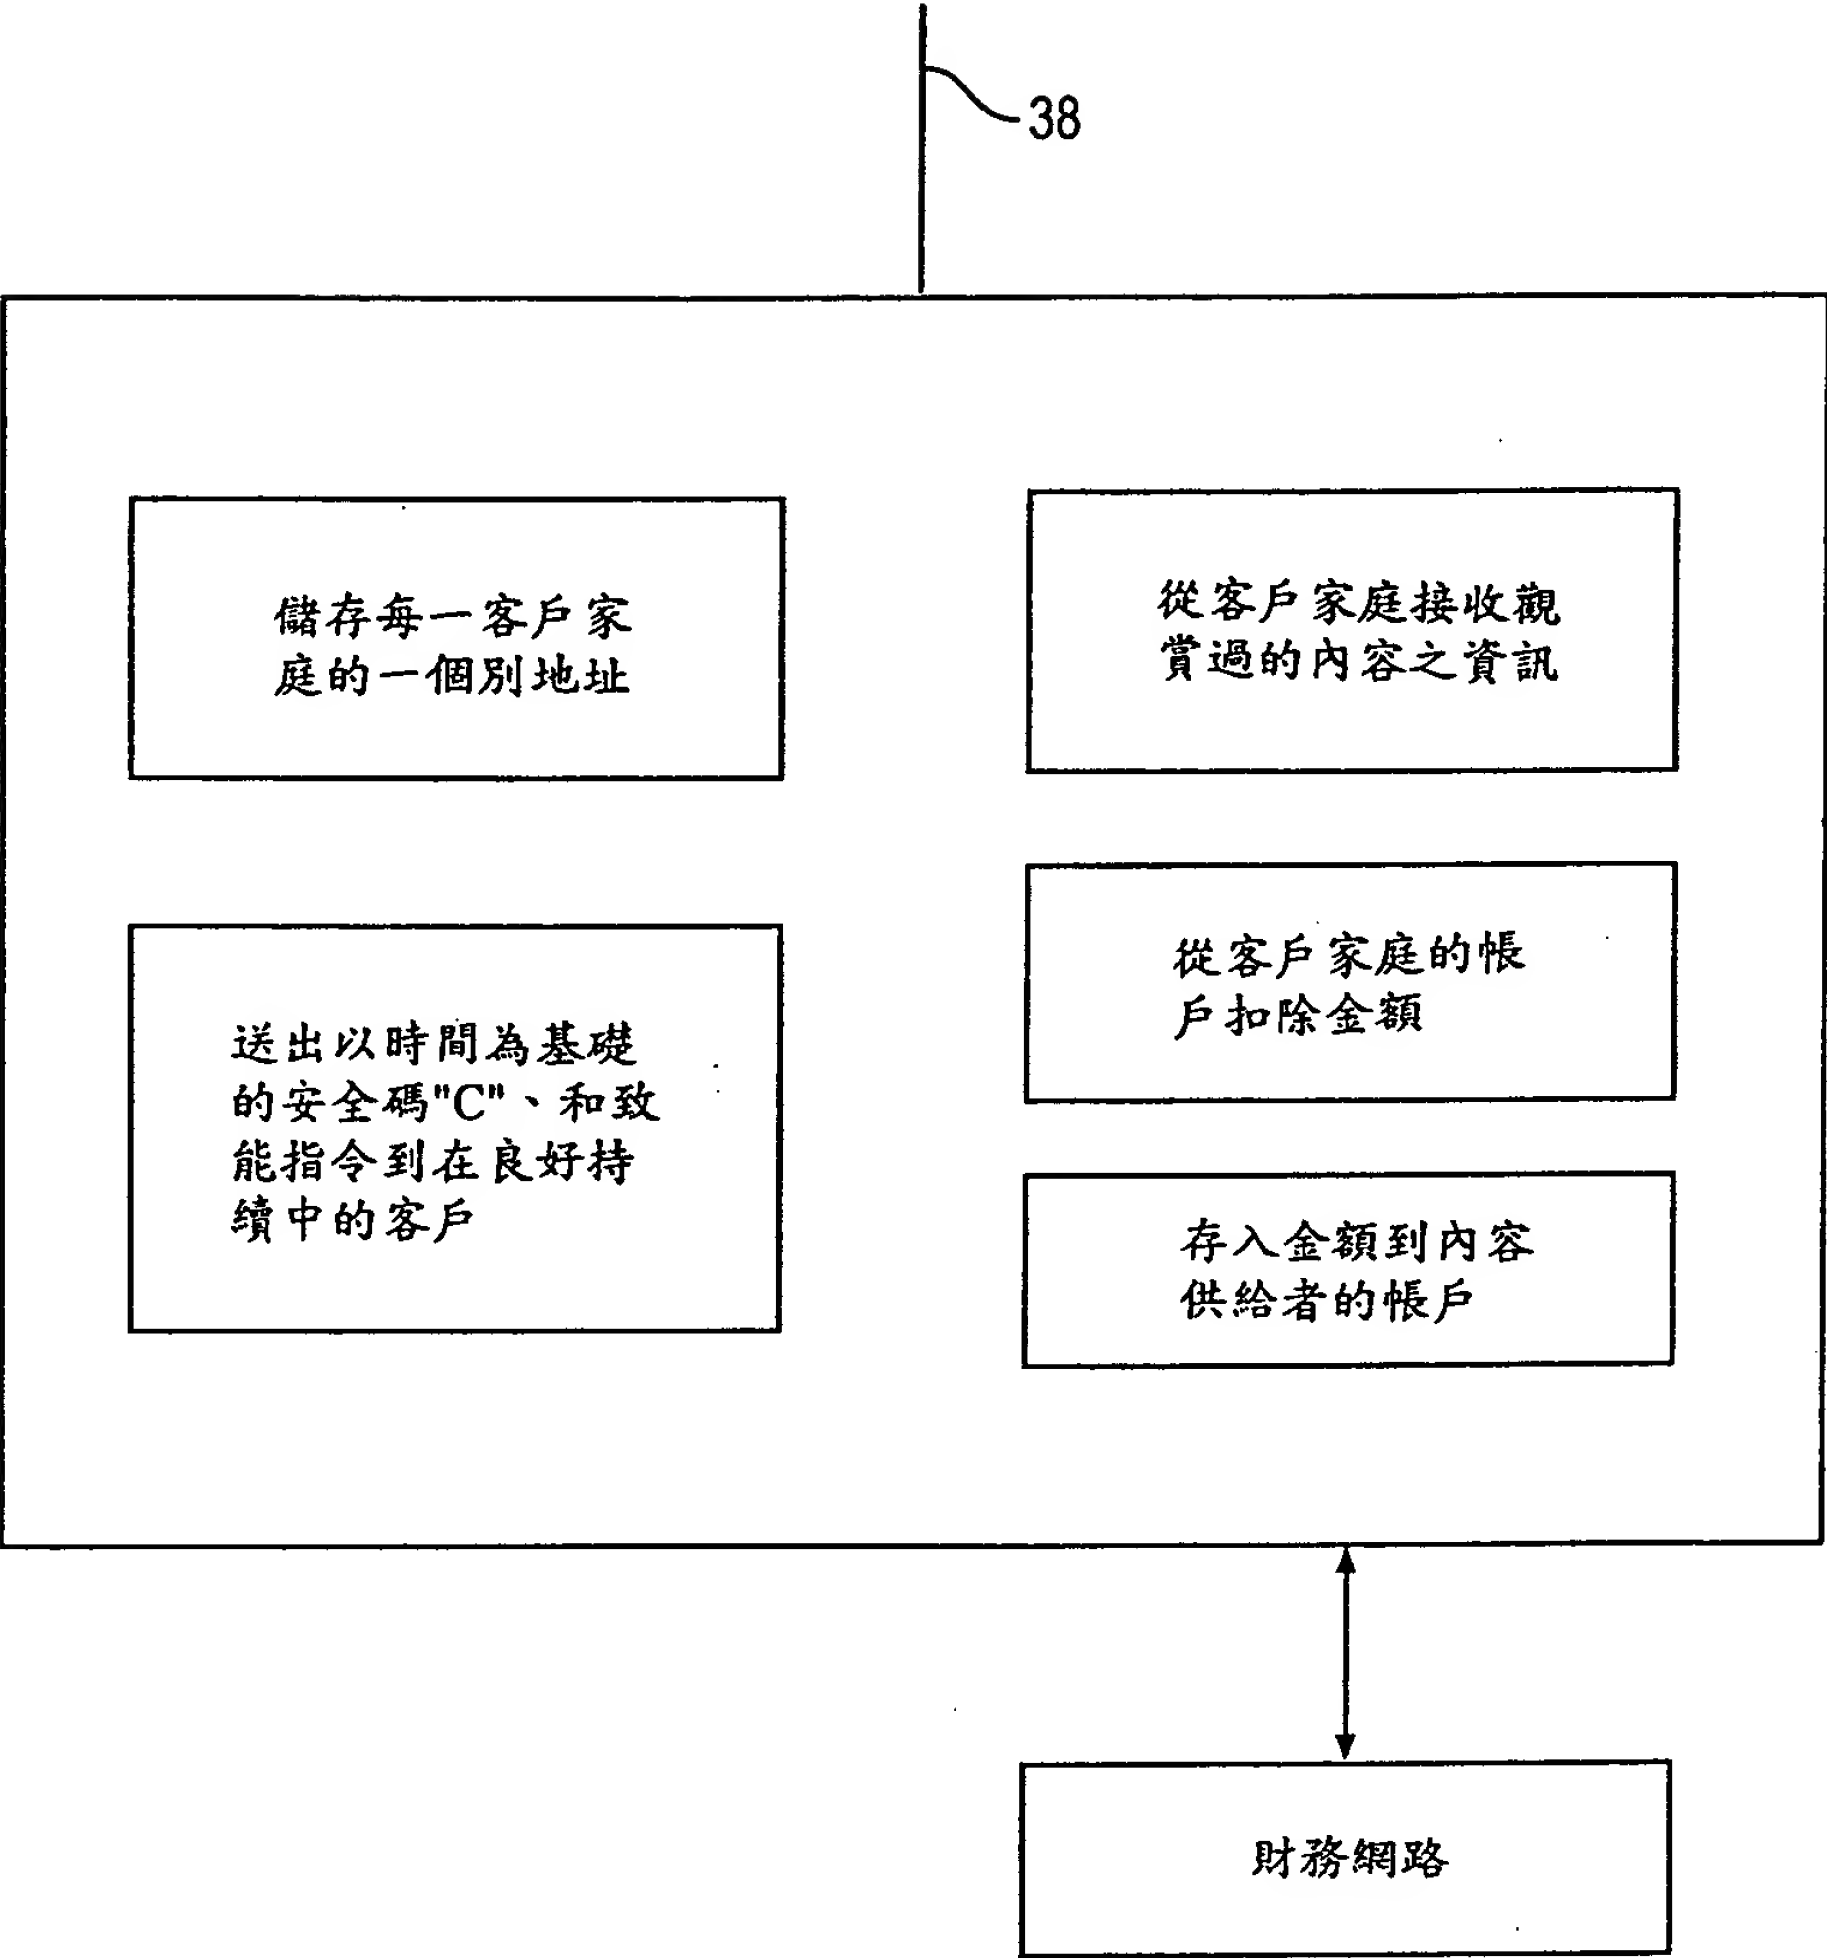 38
儲存每一客戶家
庭的一個別地址
送出以時間為基礎
的安全碼"C"、和致
能指令到在良好持
續中的客戶
從客戶家庭接收觀
賞過的內容之資訊
從客戶家庭的帳
戶扣除金額
存入金額到內容
供給者的帳戶
財務網路